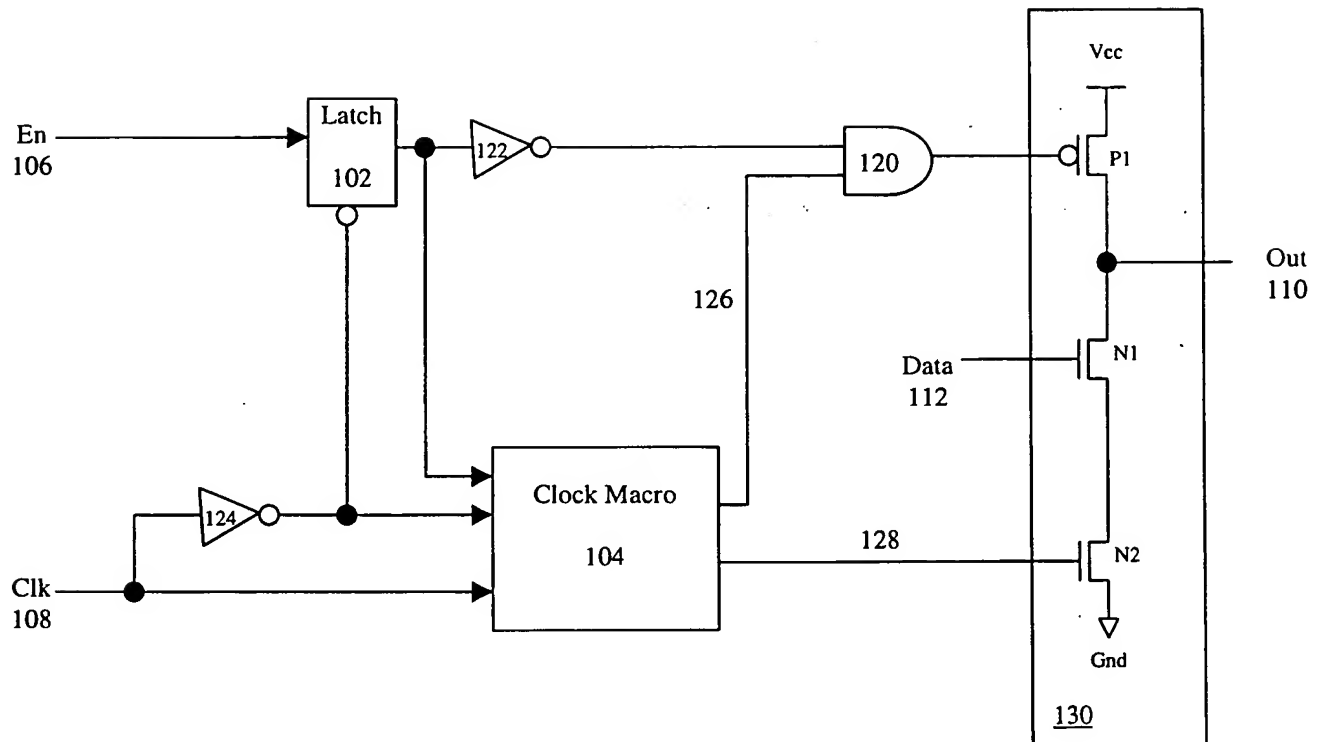 Vcc
Latch
En
106
102
122
120
P1
Out
110
126
Data
112
N1
Clock Macro
104
124
128
N2
Clk
108
Gnd
130